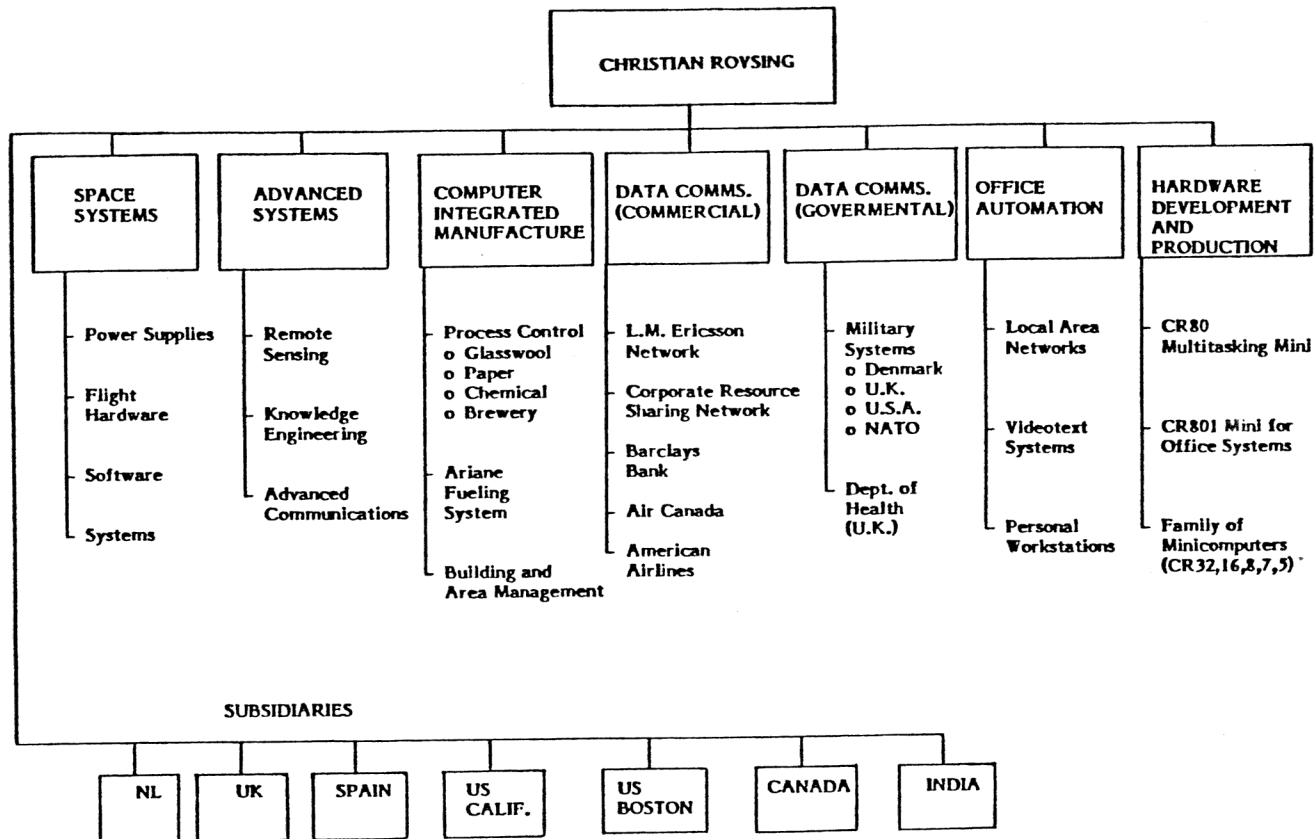 CHRISTIAN ROVSING
SPACE
SYSTEMS
Power Supplies
Flight
Hardware
Software
Systems
ADVANCED
SYSTEMS
Remote
Sensing
Knowledge
Engineering
Advanced
Communications
COMPUTER
INTEGRATED
MANUFACTURE
Process Control
o Glasswool
o Paper
o Chemical
o Brewery
Ariane
Fueling
System
Building and
Area Management
DATA COMMS.
(COMMERCIAL)
L.M. Ericsson
Network
Corporate Resource
Sharing Network
Barclays
Bank
Air Canada
American
Airlines
DATA COMMS.
(GOVERMENTAL)
Military
Systems
o Denmark
o U.K.
o U.S.A.
o NATO
Dept. of
Health
(U.K.)
OFFICE
AUTOMATION
Local Area
Networks
Videotext
Systems
Personal
Workstations
HARDWARE
DEVELOPMENT
AND
PRODUCTION
CR80
Multitasking Mini
CR801 Mini for
Office Systems
Family of
Minicomputers
(CR32,16,8,7,5)
SUBSIDIARIES
NL
UK
SPAIN
US
CALIF.
US
BOSTON
CANADA
INDIA